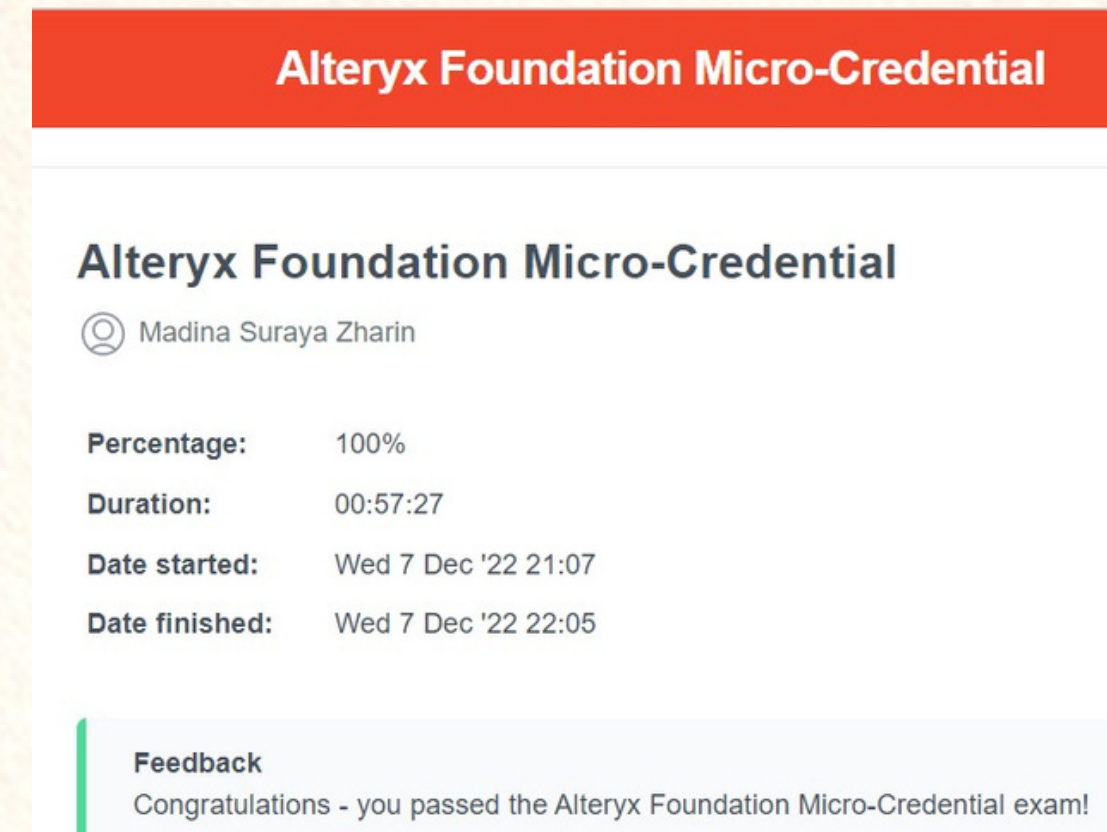 Alteryx Foundation Micro-Credential
Alteryx Foundation Micro-Credential
Madina Suraya Zharin
Percentage: 100%
Duration: 00:57:27
Date started: Wed 7 Dec '22 21:07
Date finished: Wed 7 Dec '22 22:05
Feedback
Congratulations - you passed the Alteryx Foundation Micro-Credential exam!